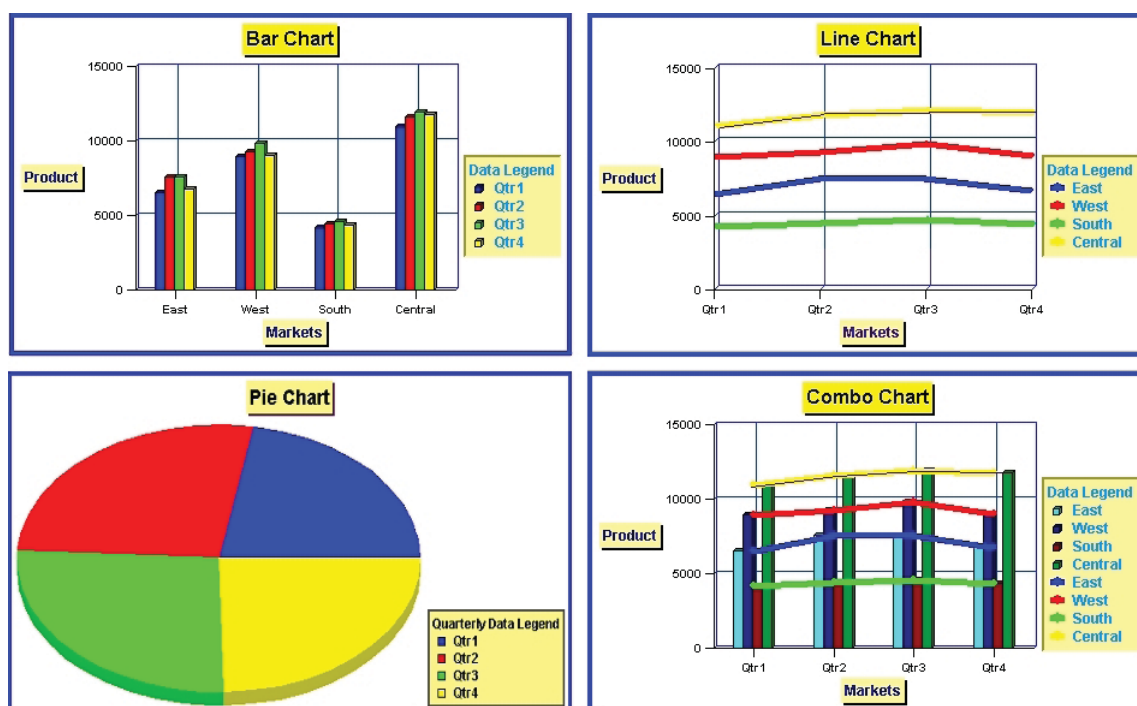 Bar Chart
15000
10000
5000
0
Product
East West South Central
Markets
Data Legend
Qtr1
Qtr2
Qtr3
Qtr4
Line Chart
15000
10000
5000
0
Product
Qtr1 Qtr2 Qtr3 Qtr4
Markets
Data Legend
East
West
South
Central
Pie Chart
Quarterly Data Legend
Qtr1
Qtr2
Qtr3
Qtr4
Combo Chart
15000
10000
5000
0
Product
Qtr1 Qtr2 Qtr3 Qtr4
Markets
Data Legend
East
West
South
Central
East
West
South
Central